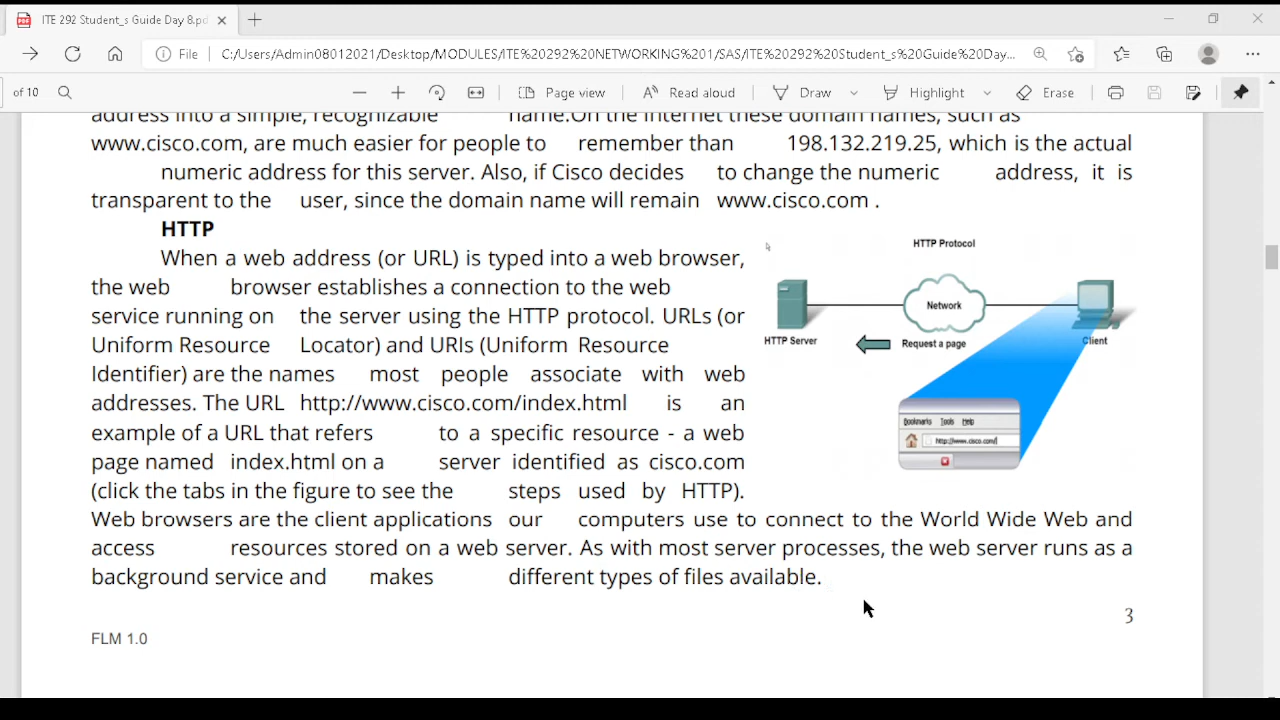 ITE 292 Student_s Guide Day 8.pd
File
C:/Users/Admin08012021/Desktop/MODULES/ITE%20292%20NETWORKING%201/SAS/ITE%20292%20Student_s%20Guide%20Day...
of 10
Page view
Read aloud
Draw
Highlight
Erase
address into a simple, recognizable name.On the Internet these domain names, such as
www.cisco.com, are much easier for people to remember than 198.132.219.25, which is the actual
numeric address for this server. Also, if Cisco decides to change the numeric address, it is
transparent to the user, since the domain name will remain www.cisco.com .
HTTP
When a web address (or URL) is typed into a web browser,
the web browser establishes a connection to the web
service running on the server using the HTTP protocol. URLs (or
Uniform Resource Locator) and URIs (Uniform Resource
Identifier) are the names most people associate with web
addresses. The URL http://www.cisco.com/index.html is an
example of a URL that refers to a specific resource - a web
page named index.html on a server identified as cisco.com
(click the tabs in the figure to see the steps used by HTTP).
Web browsers are the client applications our computers use to connect to the World Wide Web and
access resources stored on a web server. As with most server processes, the web server runs as a
background service and makes different types of files available.
HTTP Protocol
Network
HTTP Server
Request a page
Client
Bookmarks Tools Help
http://www.cisco.com/
3
FLM 1.0